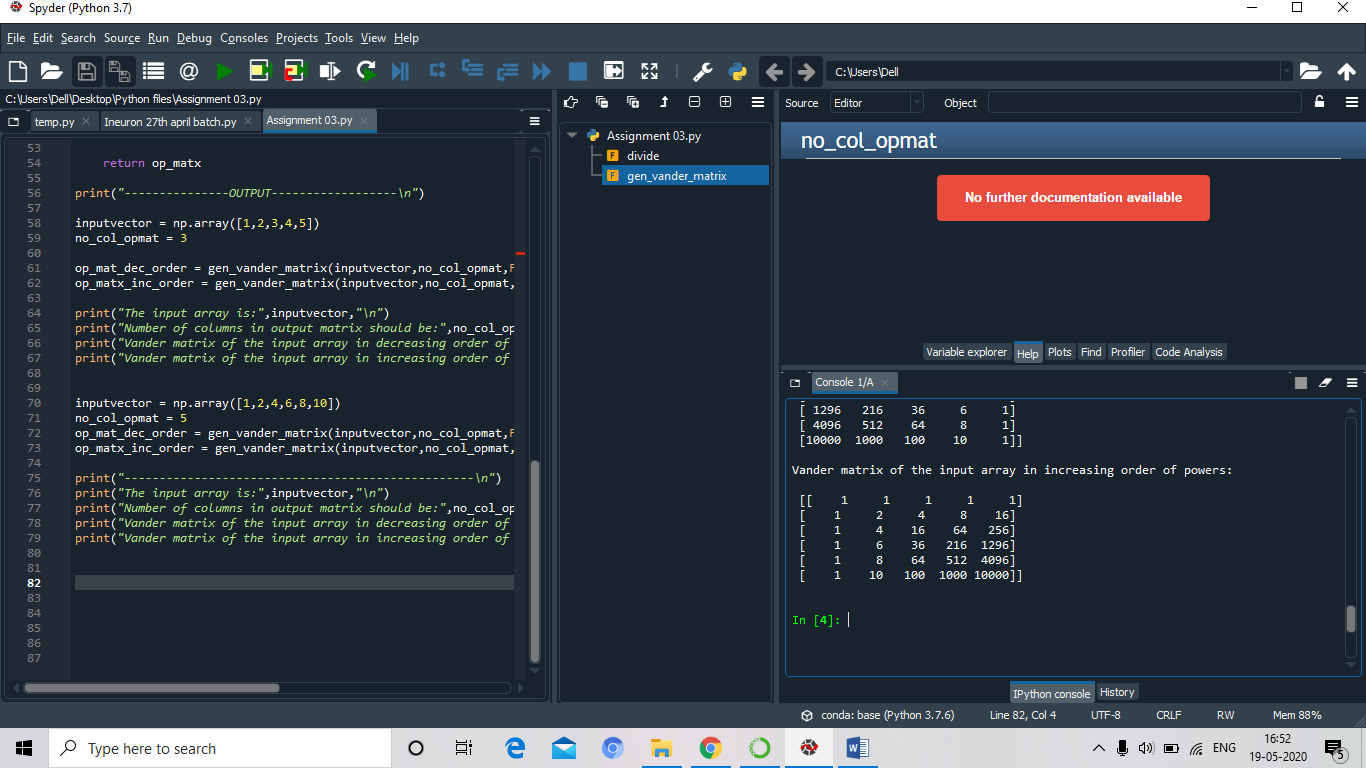 Spyder (Python 3.7)
File Edit Search Source Run Debug Consoles Projects Tools View Help
C:\Users\Dell
C:\Users\Dell\Desktop\Python files\Assignment 03.py
temp.py Ineuron 27th april batch.py Assignment 03.py
53
54 return op_matx
55
56 print("---------------OUTPUT------------------\n")
57
58 inputvector = np.array([1,2,3,4,5])
59 no_col_opmat = 3
60
61 op_mat_dec_order = gen_vander_matrix(inputvector,no_col_opmat,F
62 op_matx_inc_order = gen_vander_matrix(inputvector,no_col_opmat,
63
64 print("The input array is:",inputvector,"\n")
65 print("Number of columns in output matrix should be:",no_col_op
66 print("Vander matrix of the input array in decreasing order of
67 print("Vander matrix of the input array in increasing order of
68
69
70 inputvector = np.array([1,2,4,6,8,10])
71 no_col_opmat = 5
72 op_mat_dec_order = gen_vander_matrix(inputvector,no_col_opmat,F
73 op_matx_inc_order = gen_vander_matrix(inputvector,no_col_opmat,
74
75 print("--------------------------------------------------\n")
76 print("The input array is:",inputvector,"\n")
77 print("Number of columns in output matrix should be:",no_col_op
78 print("Vander matrix of the input array in decreasing order of
79 print("Vander matrix of the input array in increasing order of
80
81
82
83
84
85
86
87
Assignment 03.py
divide
gen_vander_matrix
Source Editor Object
no_col_opmat
No further documentation available
Variable explorer Help Plots Find Profiler Code Analysis
Console 1/A
[ 1296 216 36 6 1]
[ 4096 512 64 8 1]
[10000 1000 100 10 1]]
Vander matrix of the input array in increasing order of powers:
[[ 1 1 1 1 1]
[ 1 2 4 8 16]
[ 1 4 16 64 256]
[ 1 6 36 216 1296]
[ 1 8 64 512 4096]
[ 1 10 100 1000 10000]]
In [4]:
IPython console History
conda: base (Python 3.7.6) Line 82, Col 4 UTF-8 CRLF RW Mem 88%
Type here to search
ENG
16:52
19-05-2020
5